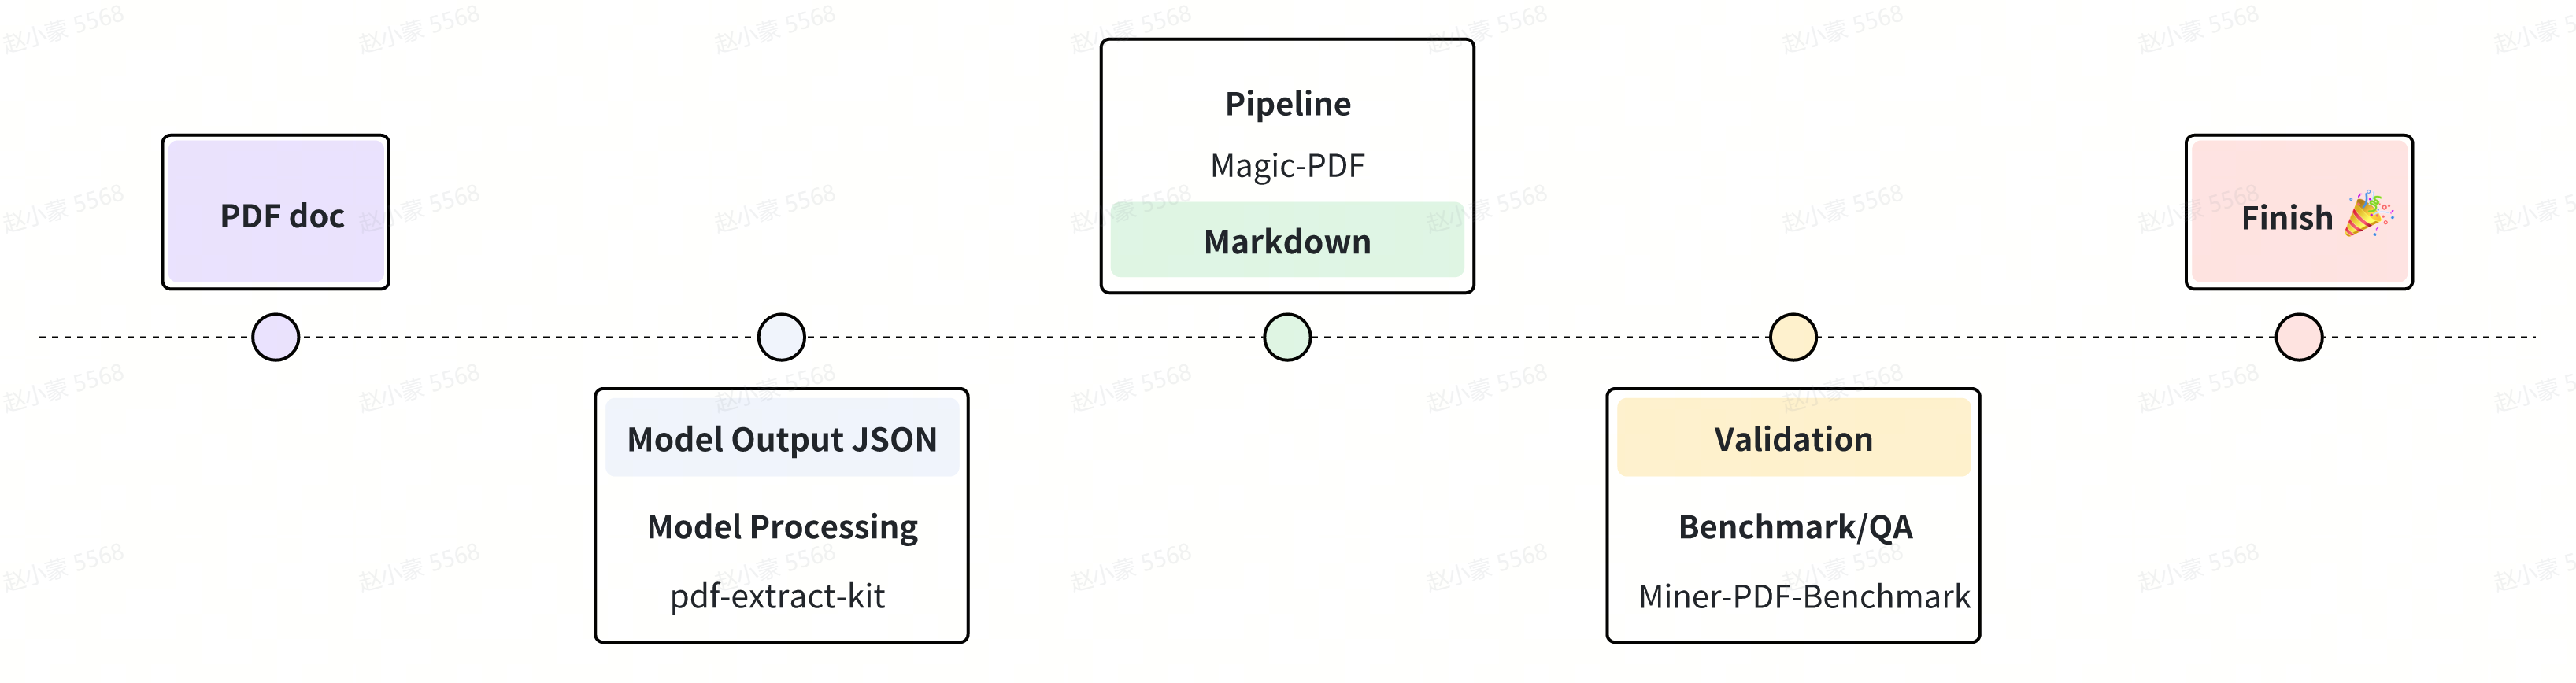 PDF doc
Model Output JSON
Model Processing
pdf-extract-kit
Pipeline
Magic-PDF
Markdown
Validation
Benchmark/QA
Miner-PDF-Benchmark
Finish 🎉
赵小蒙 5568